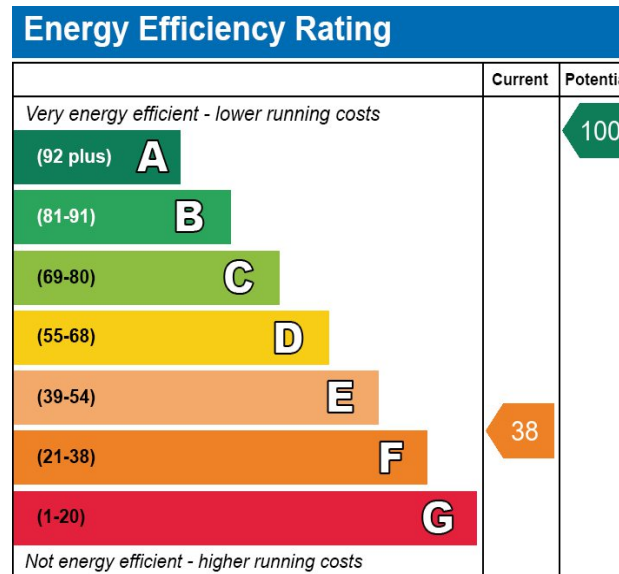 Energy Efficiency Rating
Current Potenti
Very energy efficient - lower running costs
100
(92 plus) A
(81-91) B
(69-80) C
(55-68) D
(39-54) E
38
(21-38) F
(1-20) G
Not energy efficient - higher running costs